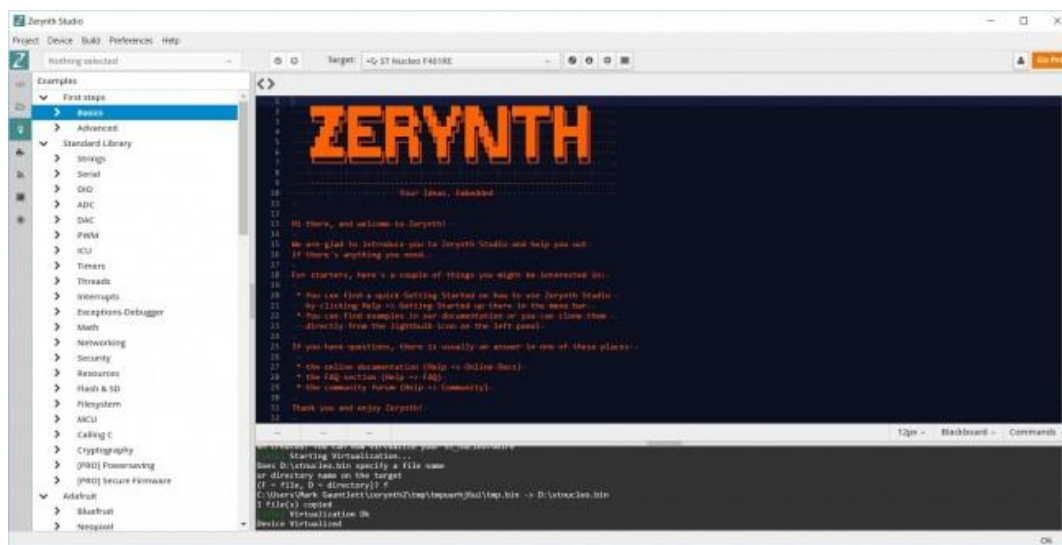 Zerynth Studio
Project Device Build Preferences Help
Nothing selected
Target: ST Nucleo F401RE
Go Pro
Examples
First steps
Basics
Advanced
Standard Library
Strings
Serial
DIO
ADC
DAC
PWM
ICU
Timers
Threads
Interrupts
Exceptions-Debugger
Math
Networking
Security
Resources
Flash & SD
Filesystem
MCU
Calling C
Cryptography
[PRO] Powersaving
[PRO] Secure Firmware
Adafruit
Bluefruit
Neopixel
ZERYNTH
Your Ideas, Embedded
Hi there, and welcome to Zerynth!
We are glad to introduce you to Zerynth Studio and help you out
if there's anything you need.
For starters, here's a couple of things you might be interested in:
* You can find a quick Getting Started on how to use Zerynth Studio
by clicking Help -> Getting Started up there in the menu bar
* You can find examples in our documentation or you can clone them
directly from the lightbulb icon on the left panel.
If you have questions, there is usually an answer in one of these places:
* the online documentation (Help -> Online Docs)
* the FAQ section (Help -> FAQ)
* the community forum (Help -> Community)
Thank you and enjoy Zerynth!
12px Blackboard Commands
Starting Virtualization...
Does D:\stnucleo.bin specify a file name
or directory name on the target
(F = file, D = directory)? F
-> D:\stnucleo.bin
1 File(s) copied
Virtualization Ok
Device Virtualized